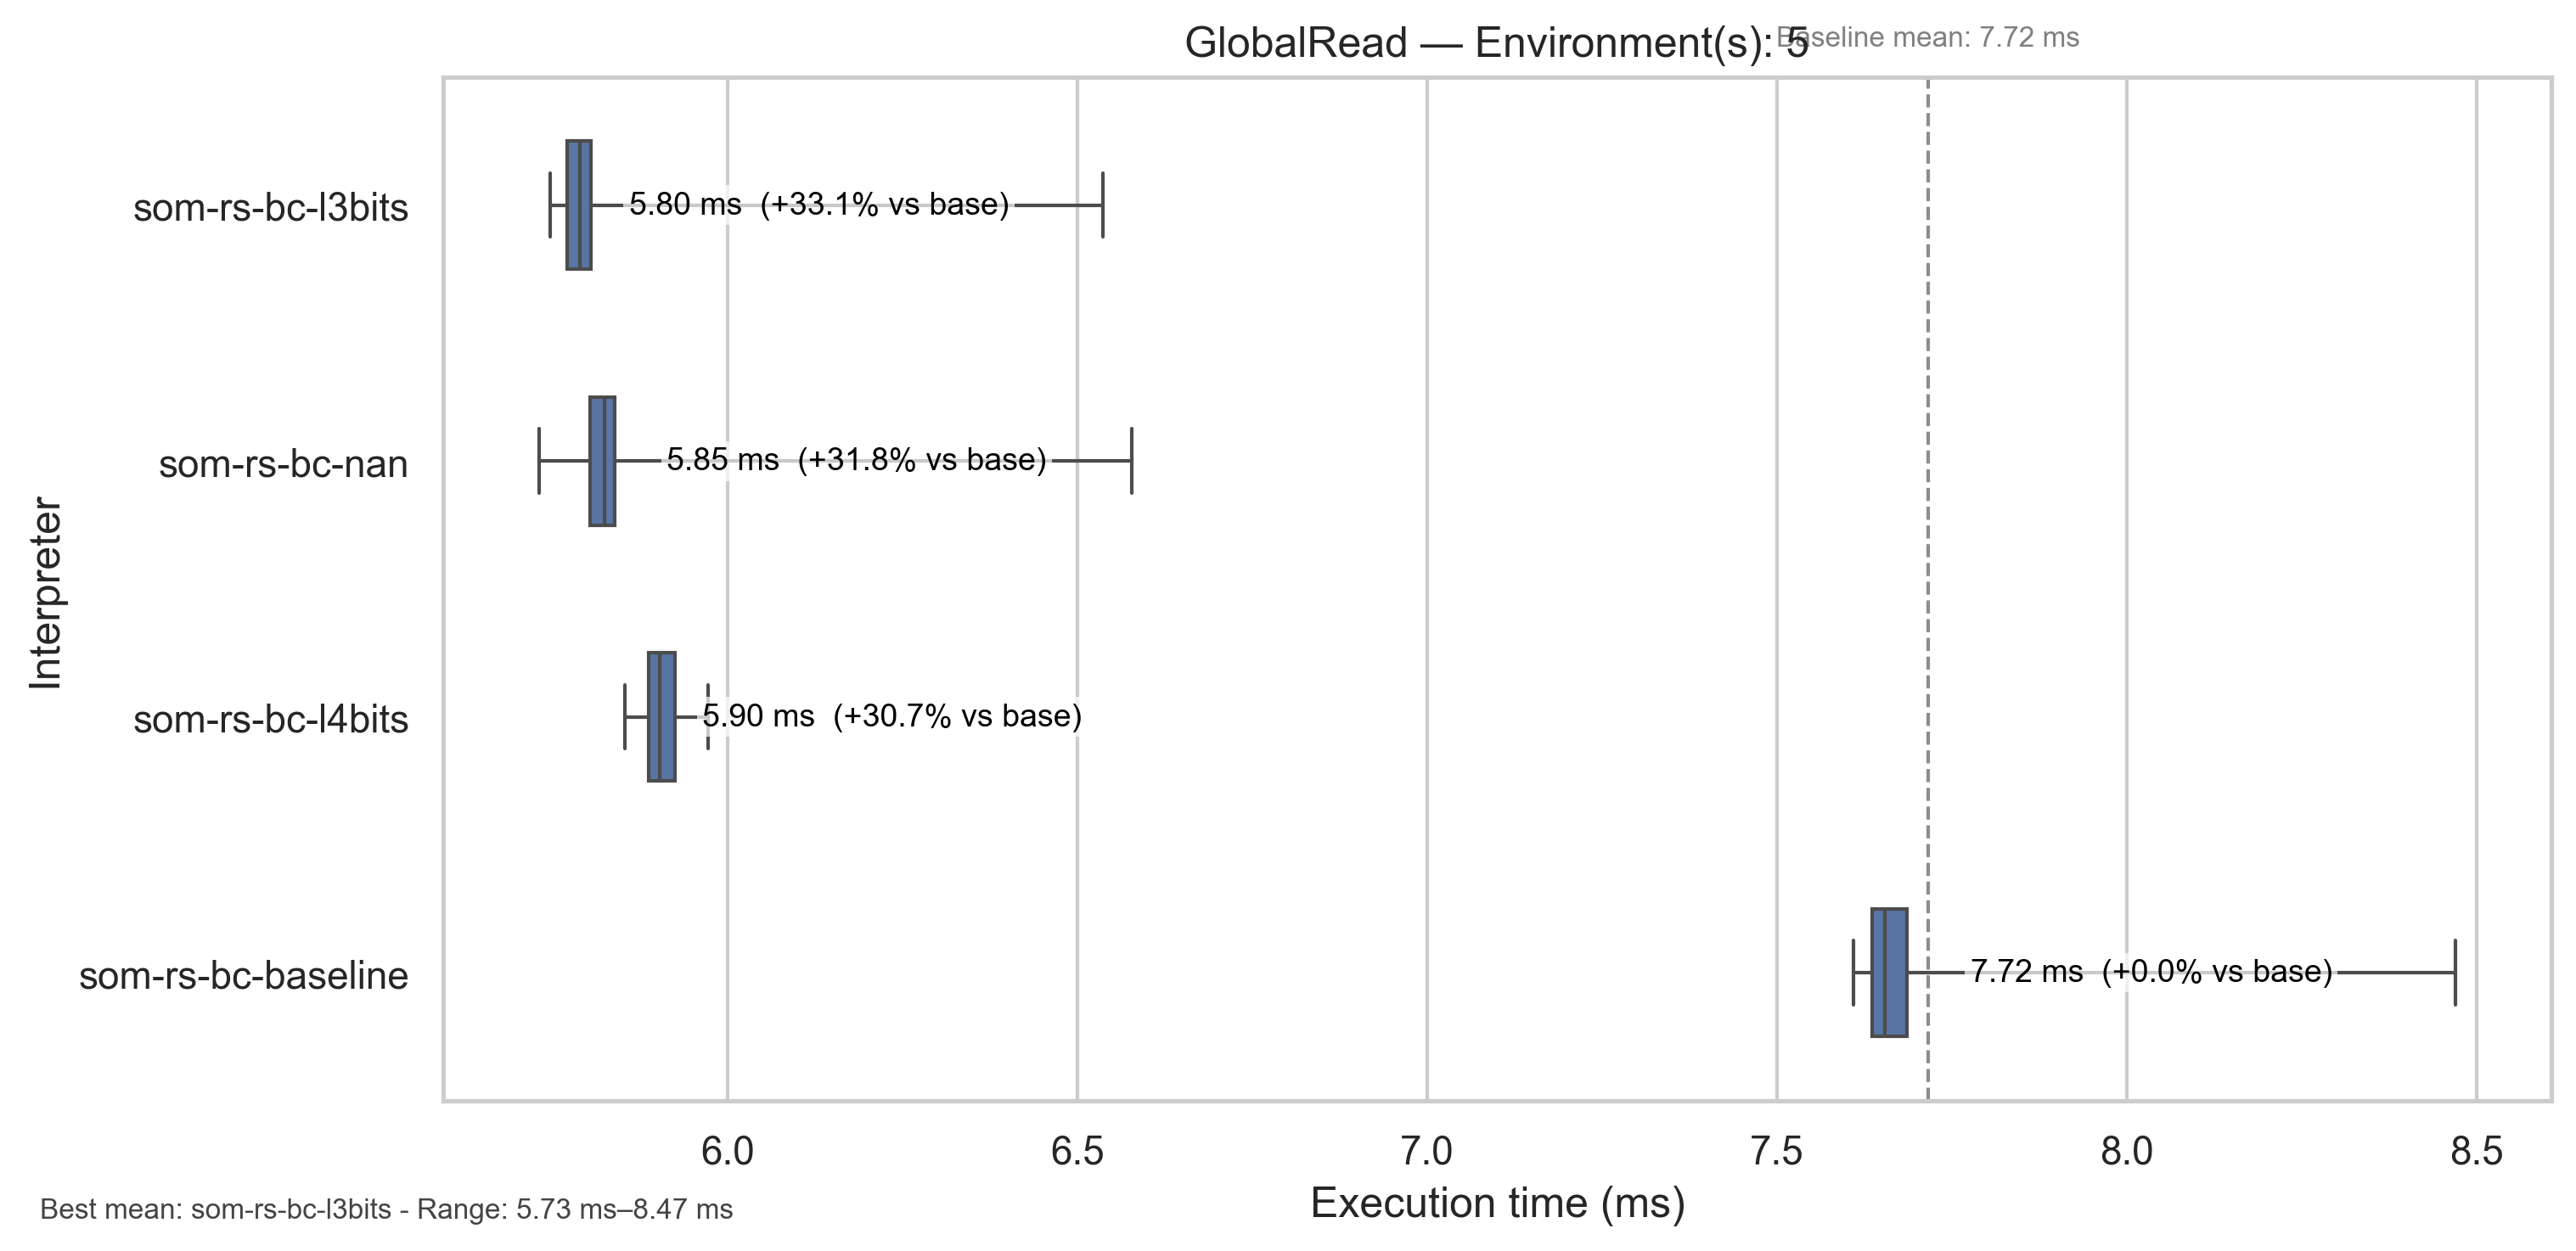 GlobalRead — Environment(s): 5
Baseline mean: 7.72 ms
som-rs-bc-l3bits
5.80 ms  (+33.1% vs base)
som-rs-bc-nan
5.85 ms  (+31.8% vs base)
Interpreter
som-rs-bc-l4bits
5.90 ms  (+30.7% vs base)
som-rs-bc-baseline
7.72 ms  (+0.0% vs base)
6.0 6.5 7.0 7.5 8.0 8.5
Execution time (ms)
Best mean: som-rs-bc-l3bits - Range: 5.73 ms–8.47 ms